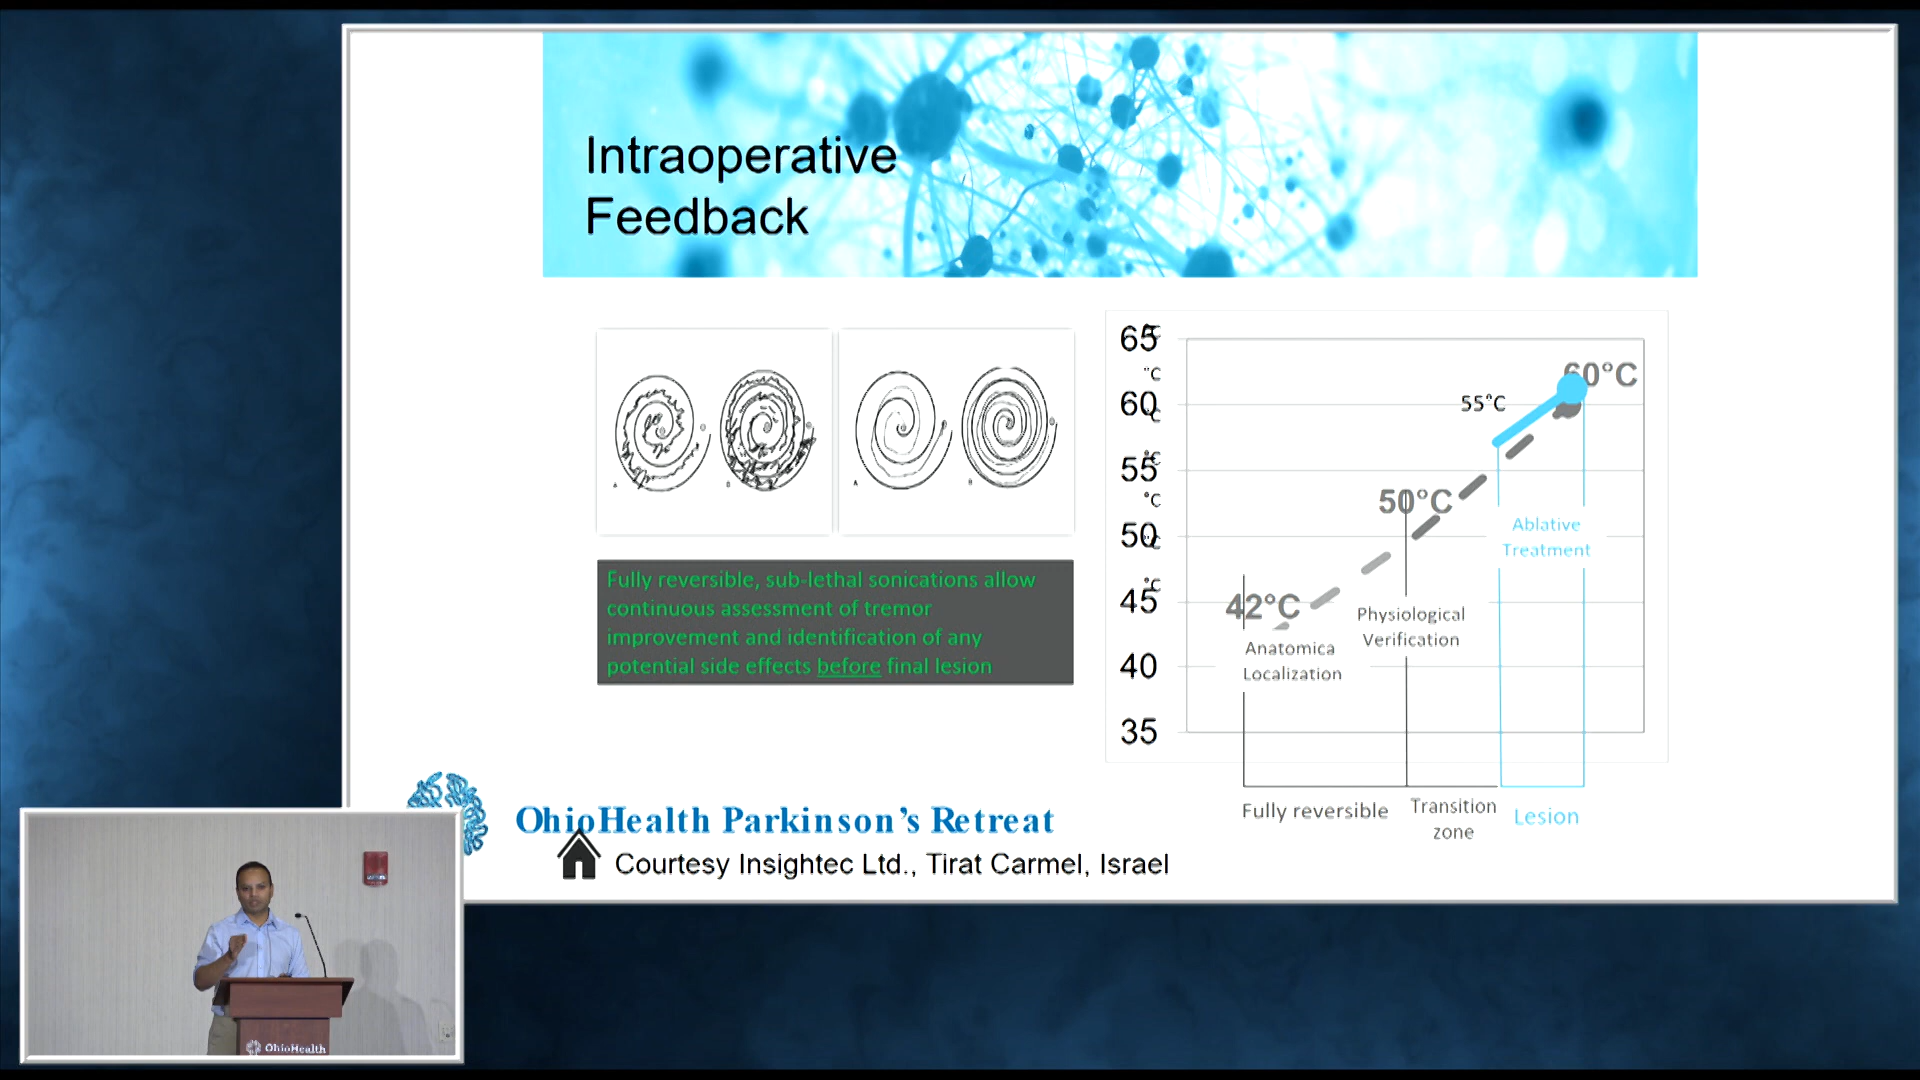 Intraoperative
Feedback
Fully reversible, sub-lethal sonications allow
continuous assessment of tremor
improvement and identification of any
potential side effects before final lesion
65
60
55
50
45
40
35
°C
°C
°C
°C
°C
°C
°C
°C
60°C
55°C
50°C
42°C
Ablative
Treatment
Physiological
Verification
Anatomica
Localization
Fully reversible
Transition
zone
Lesion
OhioHealth Parkinson's Retreat
Courtesy Insightec Ltd., Tirat Carmel, Israel
OhioHealth